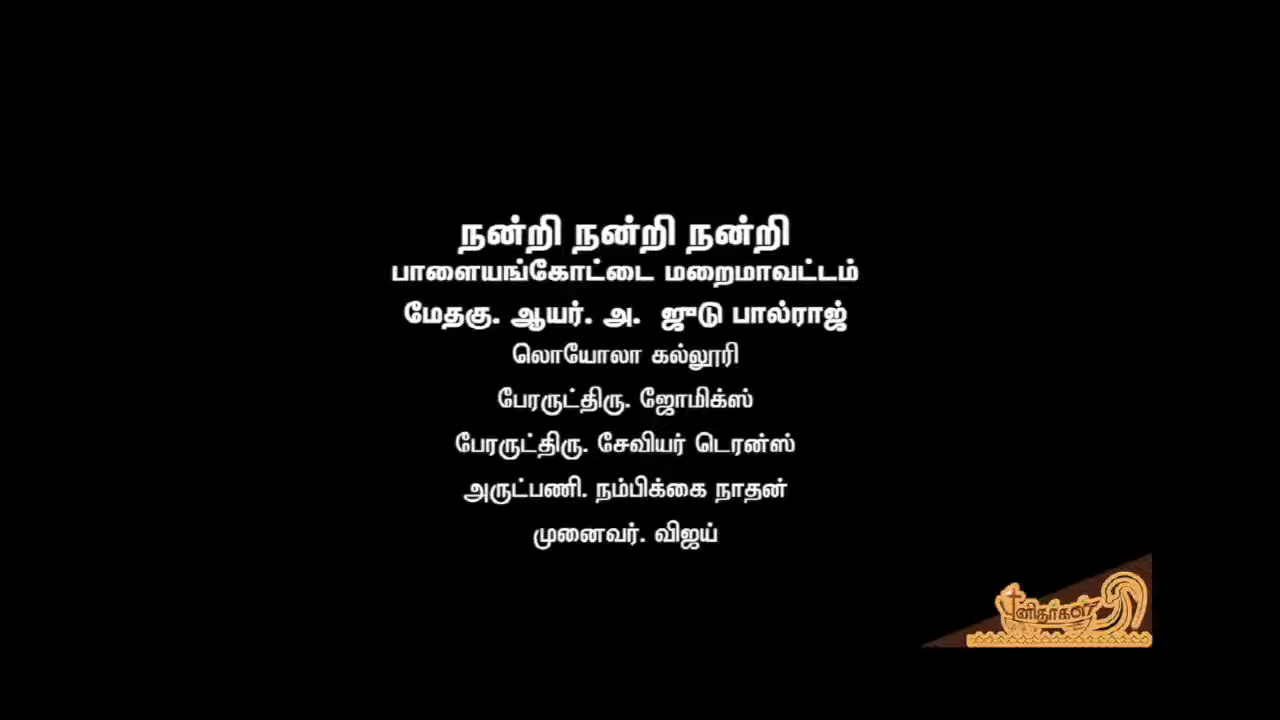 நன்றி நன்றி நன்றி
பாளையங்கோட்டை மறைமாவட்டம்
மேதகு. ஆயர். அ. ஜுடு பால்ராஜ்
லொயோலா கல்லூரி
பேரருட்திரு. ஜோமிக்ஸ்
பேரருட்திரு. சேவியர் டெரன்ஸ்
அருட்பணி. நம்பிக்கை நாதன்
முனைவர். விஜய்